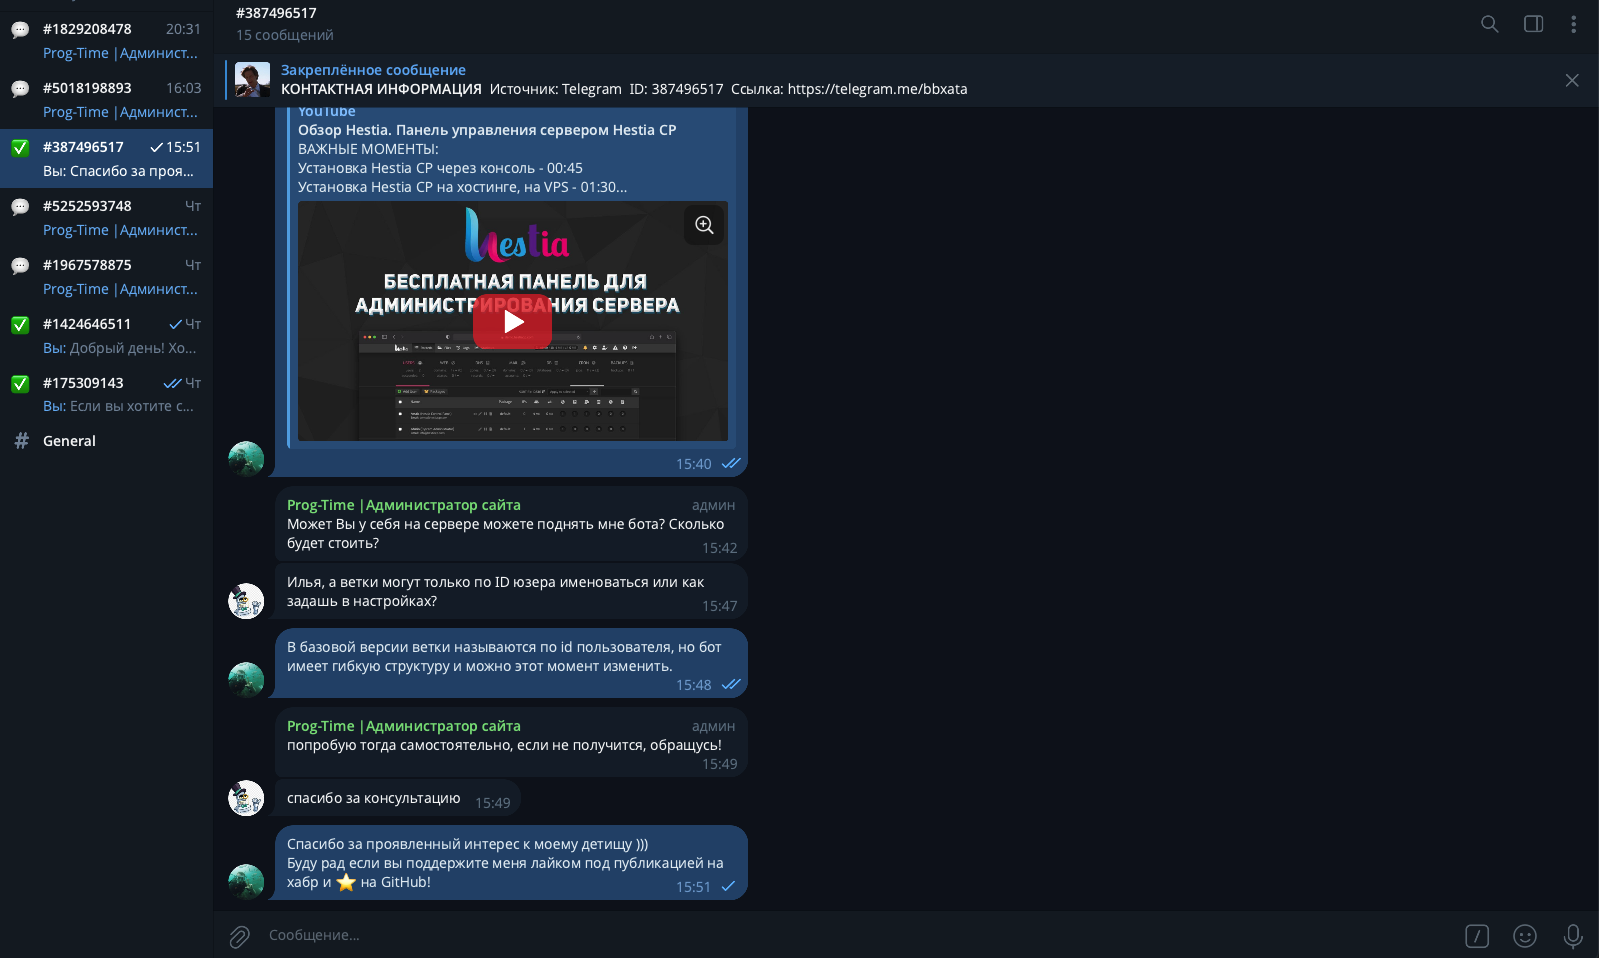 #1829208478 20:31
Prog-Time |Админист...
#5018198893 16:03
Prog-Time |Админист...
#387496517 15:51
Вы: Спасибо за проя...
#5252593748 Чт
Prog-Time |Админист...
#1967578875 Чт
Prog-Time |Админист...
#1424646511 Чт
Вы: Добрый день! Хо...
#175309143 Чт
Вы: Если вы хотите с...
# General
#387496517
15 сообщений
Закреплённое сообщение
КОНТАКТНАЯ ИНФОРМАЦИЯ Источник: Telegram ID: 387496517 Ссылка: https://telegram.me/bbxata
YouTube
Обзор Hestia. Панель управления сервером Hestia CP
ВАЖНЫЕ МОМЕНТЫ:
Установка Hestia CP через консоль - 00:45
Установка Hestia CP на хостинге, на VPS - 01:30...
hestia
БЕСПЛАТНАЯ ПАНЕЛЬ ДЛЯ
АДМИНИСТРИРОВАНИЯ СЕРВЕРА
15:40
Prog-Time |Администратор сайта админ
Может Вы у себя на сервере можете поднять мне бота? Сколько
будет стоить?
15:42
Илья, а ветки могут только по ID юзера именоваться или как
задашь в настройках?
15:47
В базовой версии ветки называются по id пользователя, но бот
имеет гибкую структуру и можно этот момент изменить.
15:48
Prog-Time |Администратор сайта админ
попробую тогда самостоятельно, если не получится, обращусь!
15:49
спасибо за консультацию 15:49
Спасибо за проявленный интерес к моему детищу )))
Буду рад если вы поддержите меня лайком под публикацией на
хабр и ⭐ на GitHub!
15:51
Сообщение...